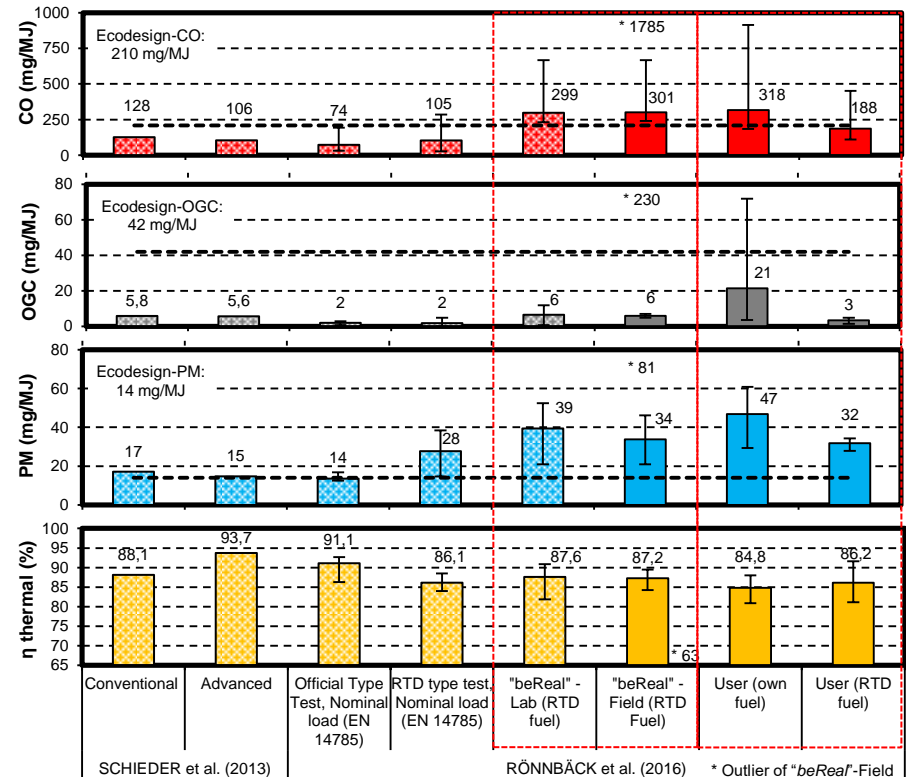 CO (mg/MJ)
1000
750
500
250
0
Ecodesign-CO:
210 mg/MJ
* 1785
128
106
74
105
299
301
318
188
OGC (mg/MJ)
80
60
40
20
0
Ecodesign-OGC:
42 mg/MJ
* 230
5,8
5,6
2
2
6
6
21
3
PM (mg/MJ)
80
60
40
20
0
Ecodesign-PM:
14 mg/MJ
* 81
17
15
14
28
39
34
47
32
η thermal (%)
100
95
90
85
80
75
70
65
88,1
93,7
91,1
86,1
87,6
87,2
84,8
86,2
* 63
Conventional
Advanced
Official Type
Test, Nominal
load (EN
14785)
RTD type test,
Nominal load
(EN 14785)
"beReal" -
Lab (RTD
fuel)
"beReal" -
Field (RTD
Fuel)
User (own
fuel)
User (RTD
fuel)
SCHIEDER et al. (2013)
RÖNNBÄCK et al. (2016)
* Outlier of "beReal"-Field